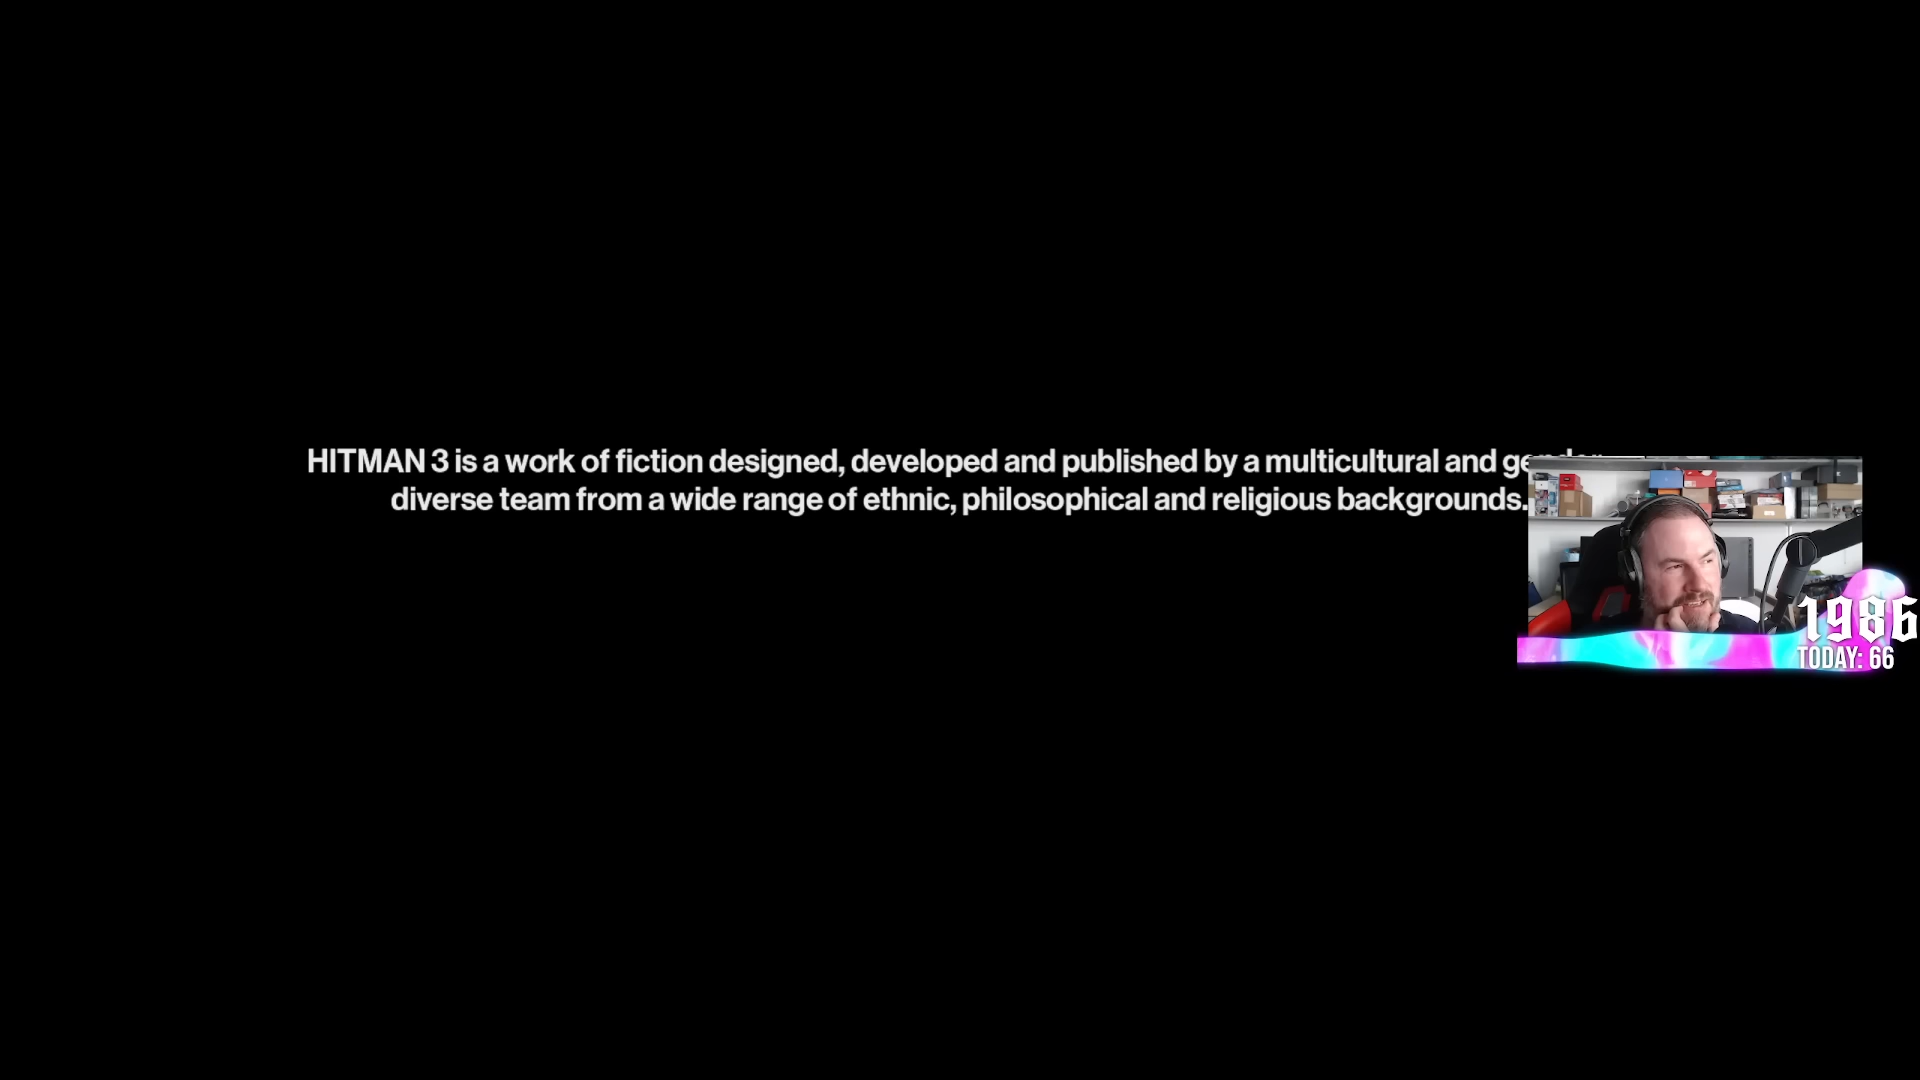 HITMAN 3 is a work of fiction designed, developed and published by a multicultural and gender
diverse team from a wide range of ethnic, philosophical and religious backgrounds.
1986
TODAY: 66